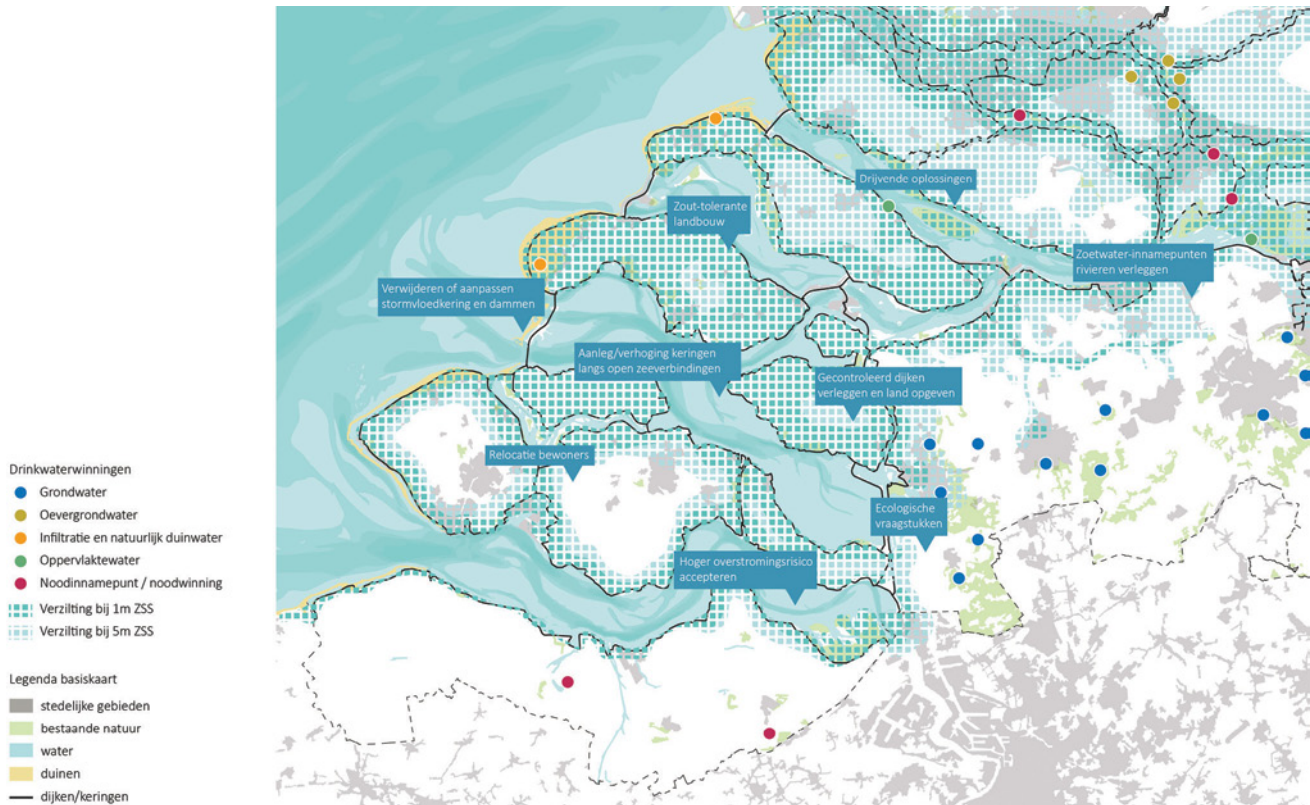 Drijvende oplossingen
Zout-tolerante
landbouw
Zoetwater-innamepunten
rivieren verleggen
Verwijderen of aanpassen
stormvloedkering en dammen
Aanleg/verhoging keringen
langs open zeeverbindingen
Gecontroleerd dijken
verleggen en land opgeven
Relocatie bewoners
Ecologische
vraagstukken
Hoger overstromingsrisico
accepteren
Drinkwaterwinningen
Grondwater
Oevergrondwater
Infiltratie en natuurlijk duinwater
Oppervlaktewater
Noodinnamepunt / noodwinning
Verzilting bij 1m ZSS
Verzilting bij 5m ZSS
Legenda basiskaart
stedelijke gebieden
bestaande natuur
water
duinen
dijken/keringen